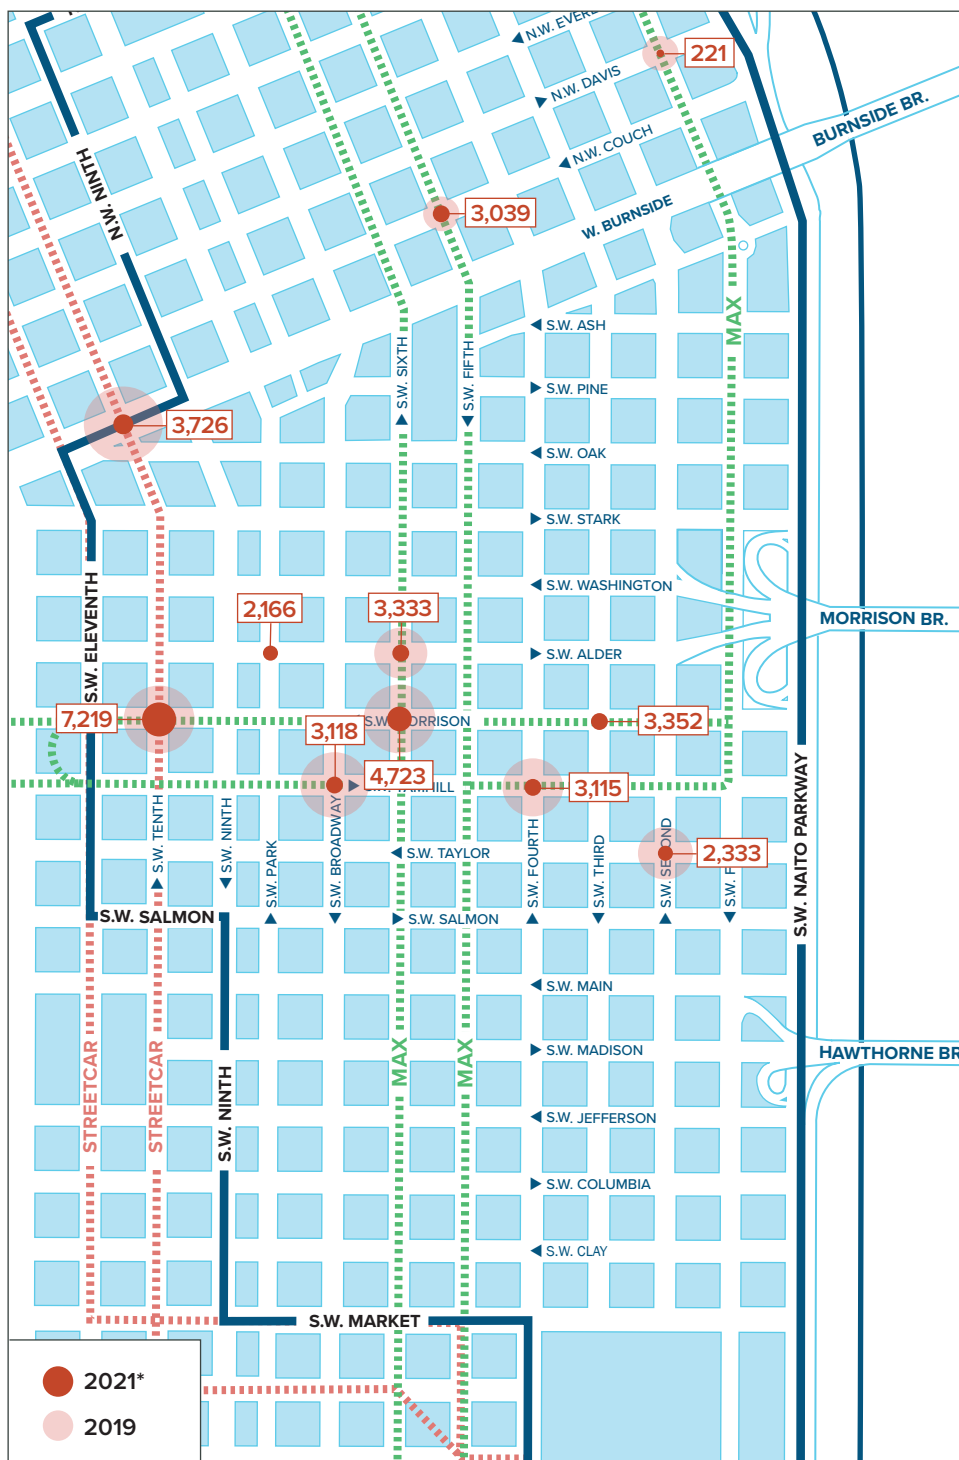 N.W. EVER
221
N.W. DAVIS
BURNSIDE BR.
N.W. COUCH
N.W. NINTH
3,039
W. BURNSIDE
MAX
S.W. ASH
S.W. SIXTH
S.W. FIFTH
S.W. PINE
3,726
S.W. OAK
S.W. STARK
S.W. WASHINGTON
S.W. ELEVENTH
2,166
3,333
MORRISON BR.
S.W. ALDER
7,219
S.W. MORRISON
3,352
3,118
4,723
3,115
S.W. TENTH
S.W. NINTH
S.W. PARK
S.W. BROADWAY
S.W. TAYLOR
S.W. FOURTH
S.W. THIRD
S.W. SECOND
2,333
S.W. F
S.W. NAITO PARKWAY
S.W. SALMON
S.W. SALMON
S.W. MAIN
STREETCAR
STREETCAR
S.W. NINTH
MAX
MAX
S.W. MADISON
HAWTHORNE BR
S.W. JEFFERSON
S.W. COLUMBIA
S.W. CLAY
S.W. MARKET
2021*
2019